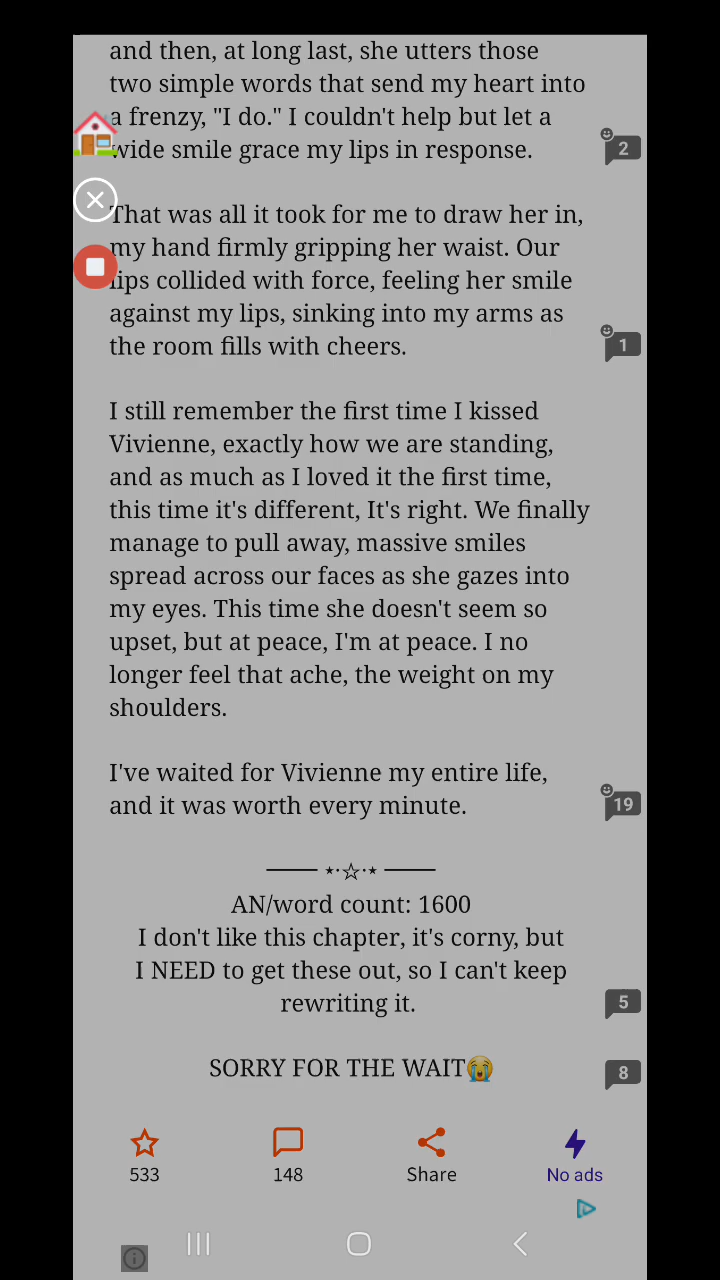 and then, at long last, she utters those
two simple words that send my heart into
a frenzy, "I do." I couldn't help but let a
wide smile grace my lips in response.
2
That was all it took for me to draw her in,
my hand firmly gripping her waist. Our
lips collided with force, feeling her smile
against my lips, sinking into my arms as
the room fills with cheers.
1
I still remember the first time I kissed
Vivienne, exactly how we are standing,
and as much as I loved it the first time,
this time it's different, It's right. We finally
manage to pull away, massive smiles
spread across our faces as she gazes into
my eyes. This time she doesn't seem so
upset, but at peace, I'm at peace. I no
longer feel that ache, the weight on my
shoulders.
I've waited for Vivienne my entire life,
and it was worth every minute.
19
—— ⋆·☆·⋆ ——
AN/word count: 1600
I don't like this chapter, it's corny, but
I NEED to get these out, so I can't keep
rewriting it.
5
SORRY FOR THE WAIT😭
8
533
148
Share
No ads